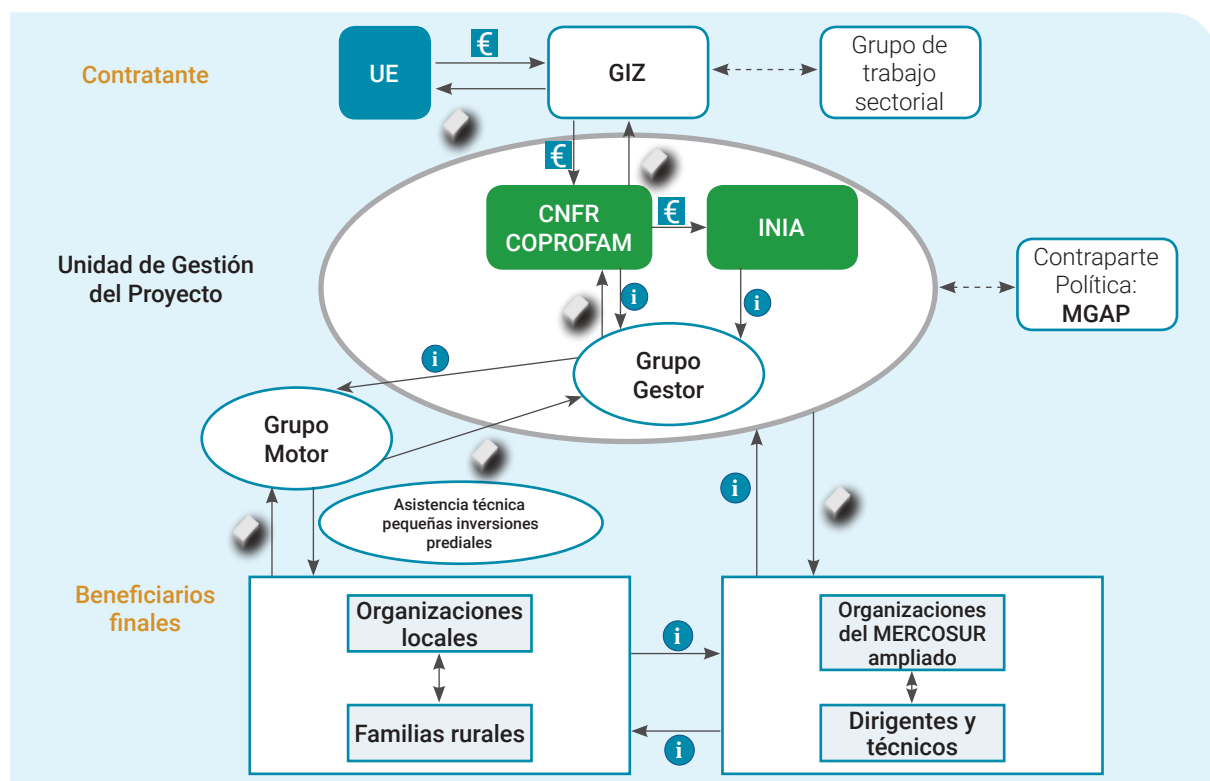 Contratante
UE
€
GIZ
Grupo de
trabajo
sectorial
€
CNFR
COPROFAM
€
INIA
Unidad de Gestión
del Proyecto
Contraparte
Política:
MGAP
i
i
Grupo
Gestor
i
Grupo
Motor
i
Asistencia técnica
pequeñas inversiones
prediales
Beneficiarios
finales
Organizaciones
locales
Familias rurales
i
i
Organizaciones
del MERCOSUR
ampliado
Dirigentes y
técnicos